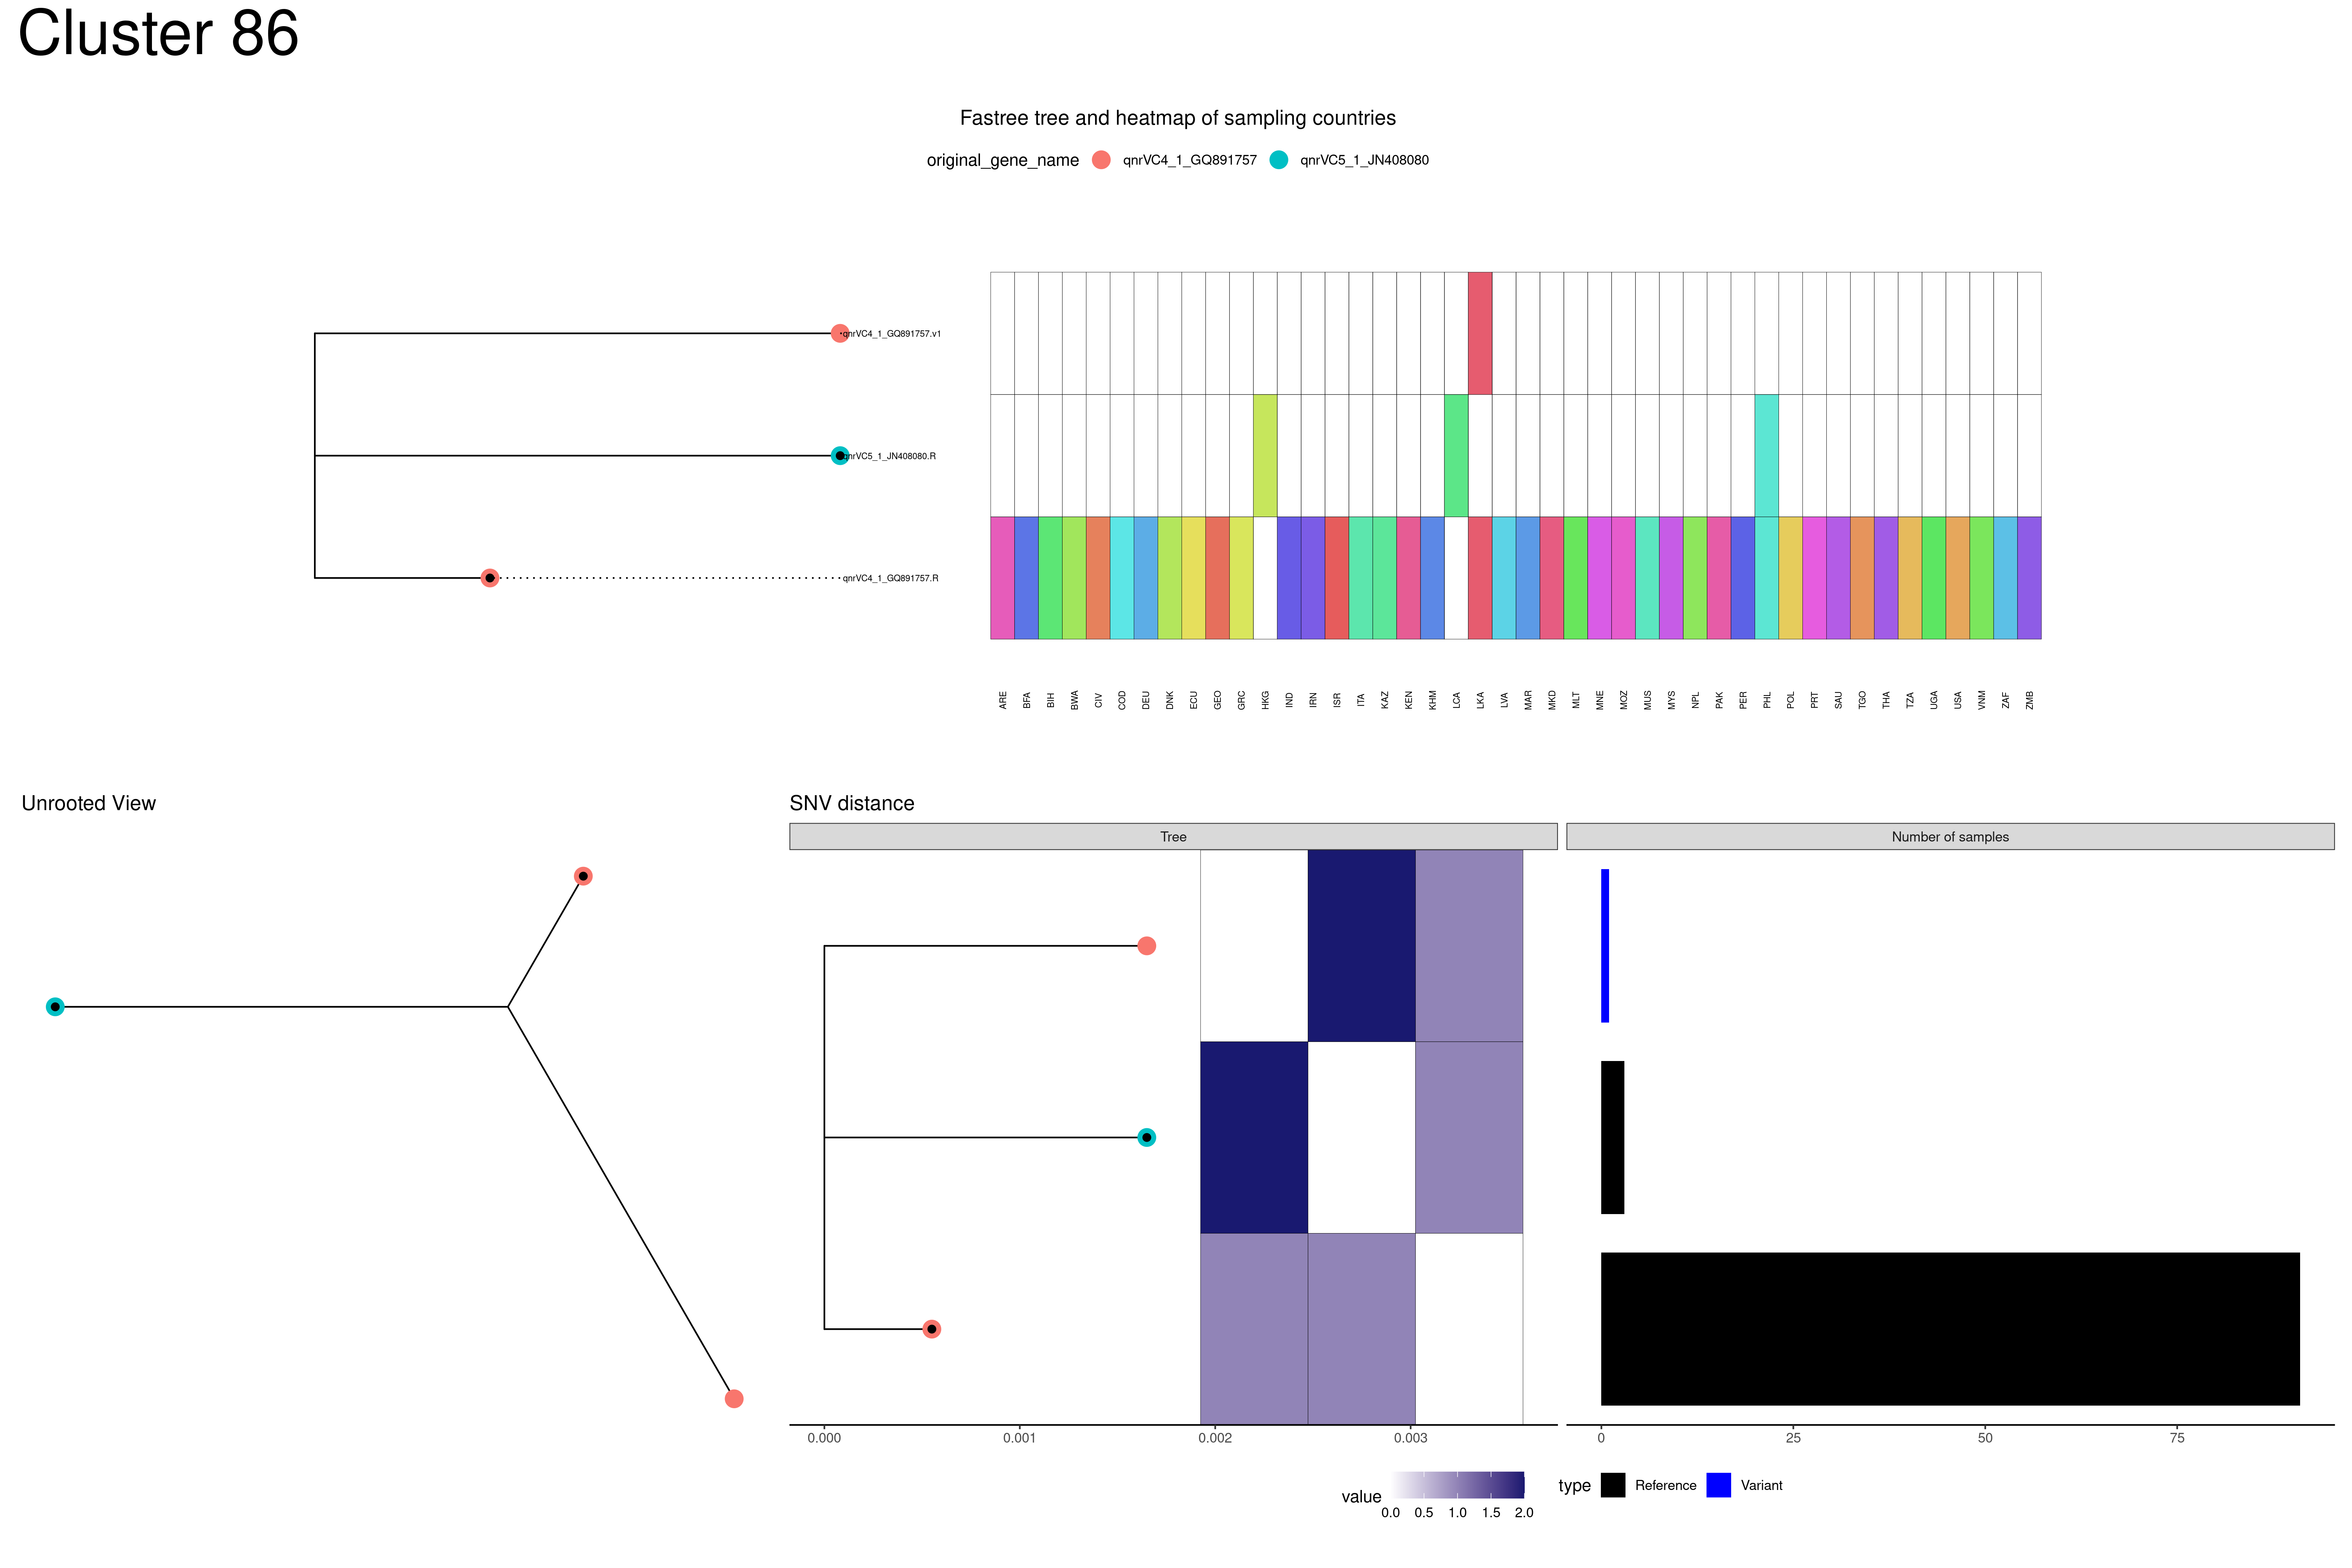 Cluster 86
Fastree tree and heatmap of sampling countries
original_gene_name qnrVC4_1_GQ891757 qnrVC5_1_JN408080
qnrVC4_1_GQ891757.v1
qnrVC5_1_JN408080.R
qnrVC4_1_GQ891757.R
ARE BFA BIH BWA CIV COD DEU DNK ECU GEO GRC HKG IND IRN ISR ITA KAZ KEN KHM LCA LKA LVA MAR MKD MLT MNE MOZ MUS MYS NPL PAK PER PHL POL PRT SAU TGO THA TZA UGA USA VNM ZAF ZMB
Unrooted View
SNV distance
Tree
Number of samples
0.000 0.001 0.002 0.003
0 25 50 75
value
0.0 0.5 1.0 1.5 2.0
type Reference Variant